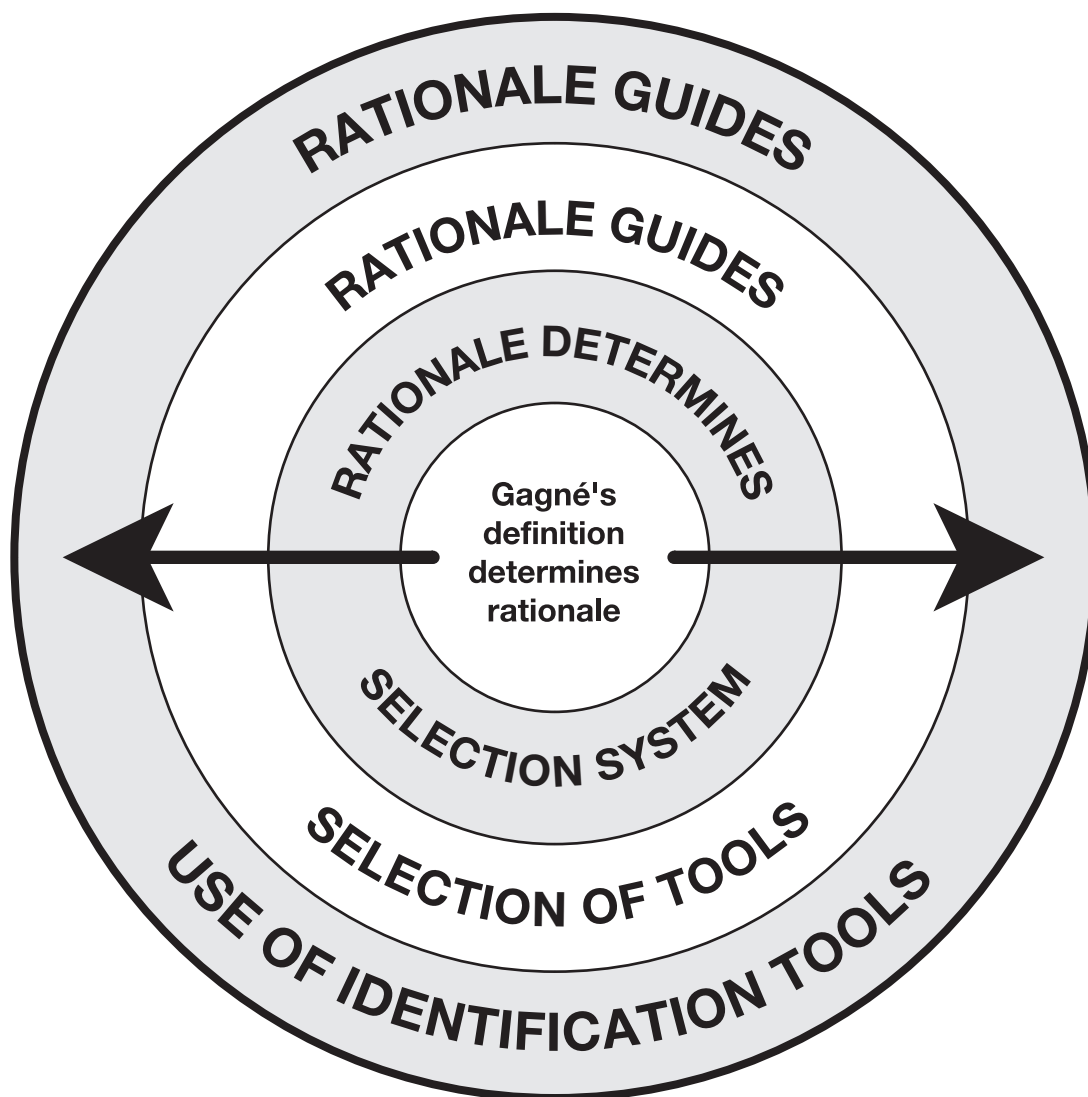 RATIONALE GUIDES
RATIONALE GUIDES
RATIONALE DETERMINES
Gagné's
definition
determines
rationale
SELECTION SYSTEM
SELECTION OF TOOLS
USE OF IDENTIFICATION TOOLS